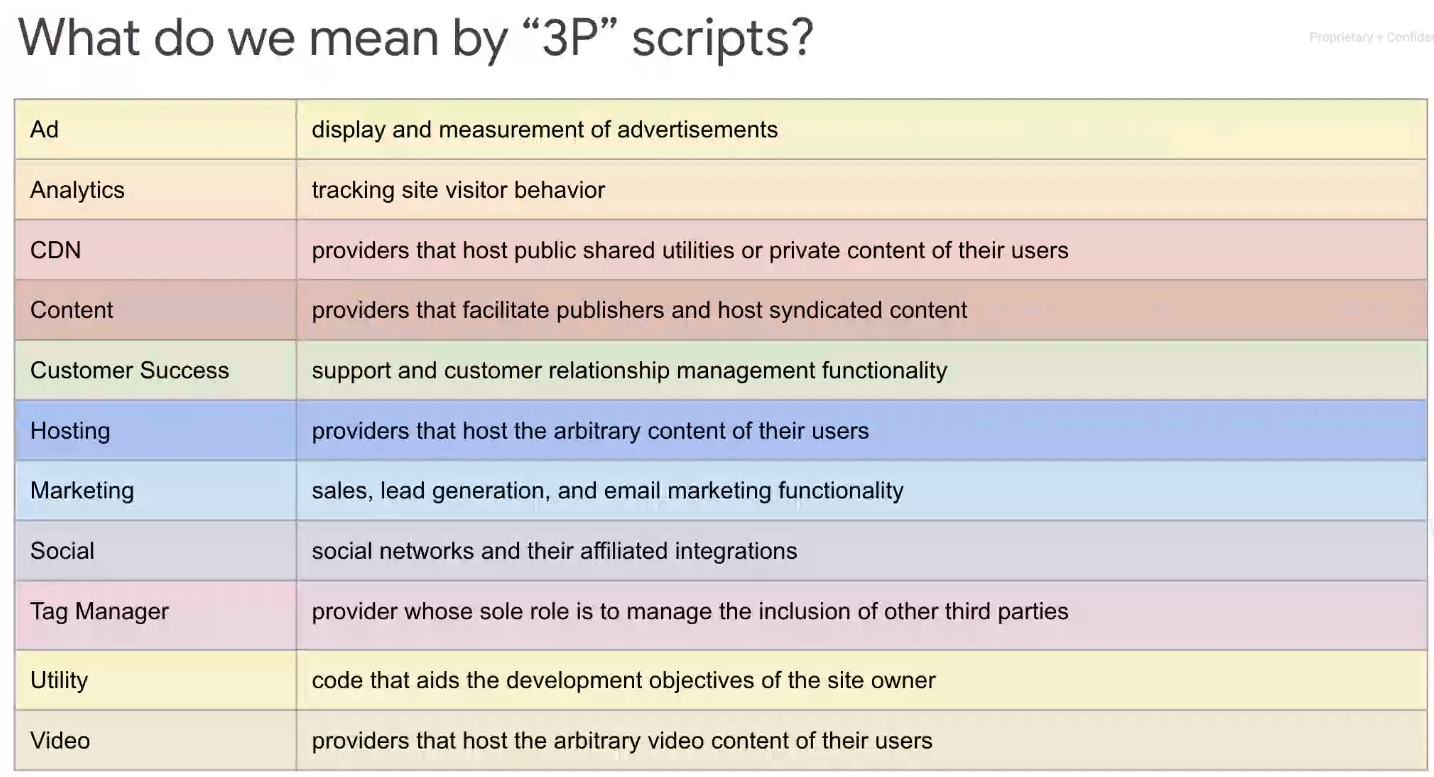 What do we mean by “3P” scripts?
Proprietary +
Ad display and measurement of advertisements
Analytics tracking site visitor behavior
CDN providers that host public shared utilities or private content of their users
Content providers that facilitate publishers and host syndicated content
Customer Success support and customer relationship management functionality
Hosting providers that host the arbitrary content of their users
Marketing sales, lead generation, and email marketing functionality
Social social networks and their affiliated integrations
Tag Manager provider whose sole role is to manage the inclusion of other third parties
Utility code that aids the development objectives of the site owner
Video providers that host the arbitrary video content of their users